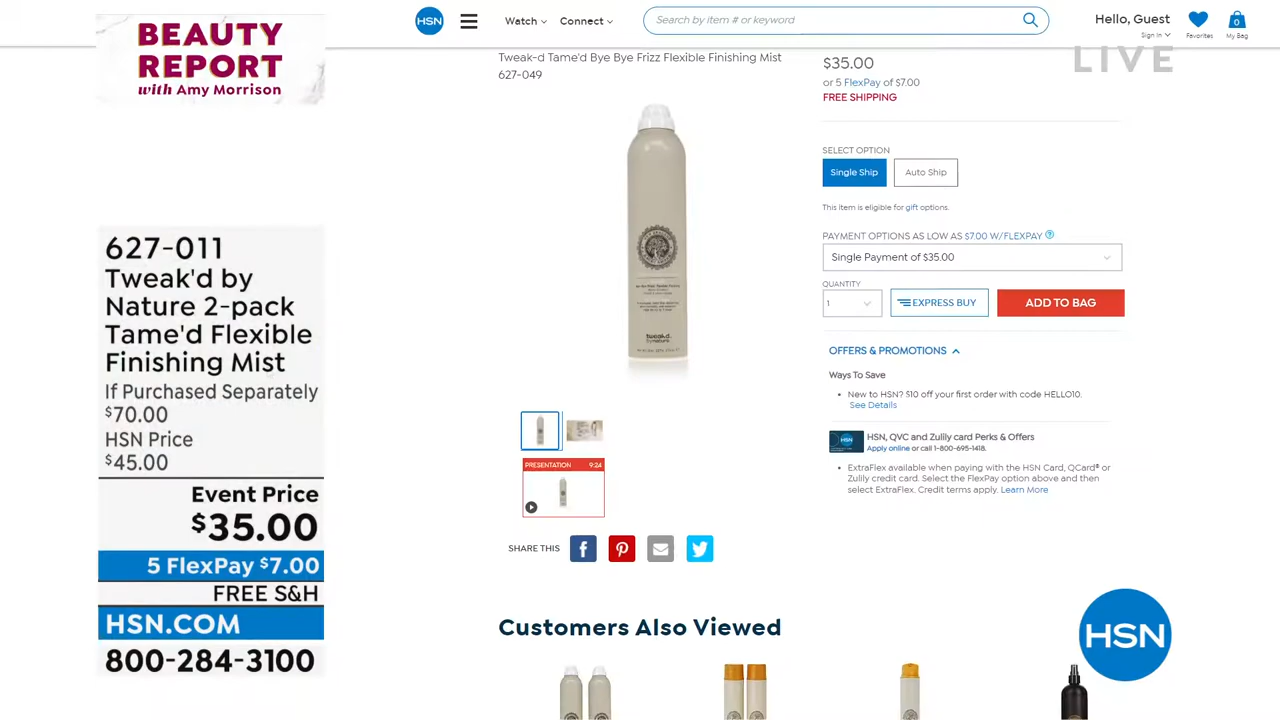 BEAUTY
REPORT
with Amy Morrison
627-011
Tweak'd by
Nature 2-pack
Tame'd Flexible
Finishing Mist
If Purchased Separately
$70.00
HSN Price
$45.00
Event Price
$35.00
5 FlexPay $7.00
FREE S&H
HSN.COM
800-284-3100
HSN
Watch
Connect
Search by item # or keyword
Hello, Guest
Sign In
Favorites
0
My Bag
LIVE
Tweak-d Tame'd Bye Bye Frizz Flexible Finishing Mist
627-049
tweak'd.
by nature
PRESENTATION 9:24
SHARE THIS
$35.00
or 5 FlexPay of $7.00
FREE SHIPPING
SELECT OPTION
Single Ship
Auto Ship
This item is eligible for gift options.
PAYMENT OPTIONS AS LOW AS $7.00 W/FLEXPAY
Single Payment of $35.00
QUANTITY
1
EXPRESS BUY
ADD TO BAG
OFFERS & PROMOTIONS
Ways To Save
New to HSN? $10 off your first order with code HELLO10.
See Details
HSN
HSN, QVC and Zulily card Perks & Offers
Apply online or call 1-800-695-1418.
ExtraFlex available when paying with the HSN Card, QCard® or
Zulily credit card. Select the FlexPay option above and then
select ExtraFlex. Credit terms apply. Learn More
Customers Also Viewed
HSN